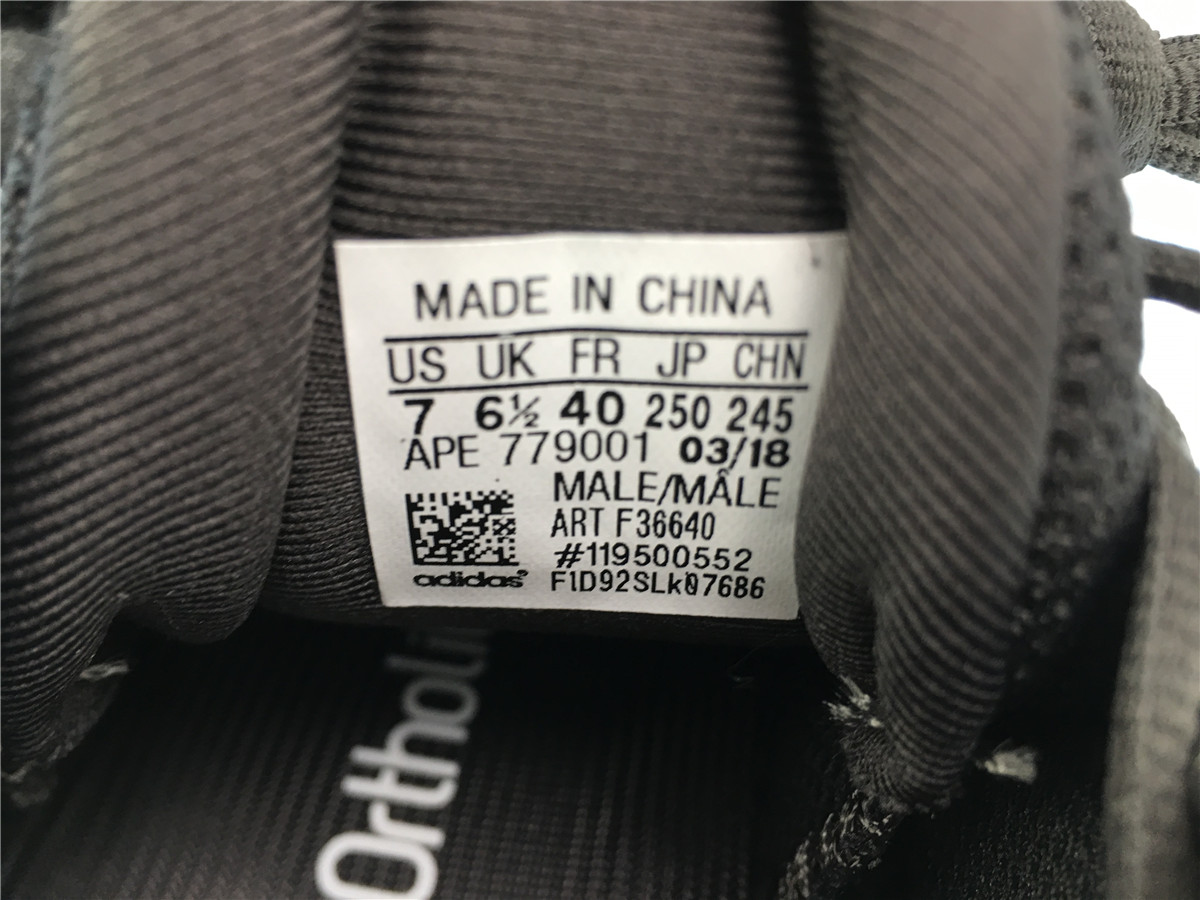 MADE IN CHINA
US UK FR JP CHN
7 6½ 40 250 245
APE 779001 03/18
MALE/MÂLE
ART F36640
#119500552
adidas®
F1D92SLk07686